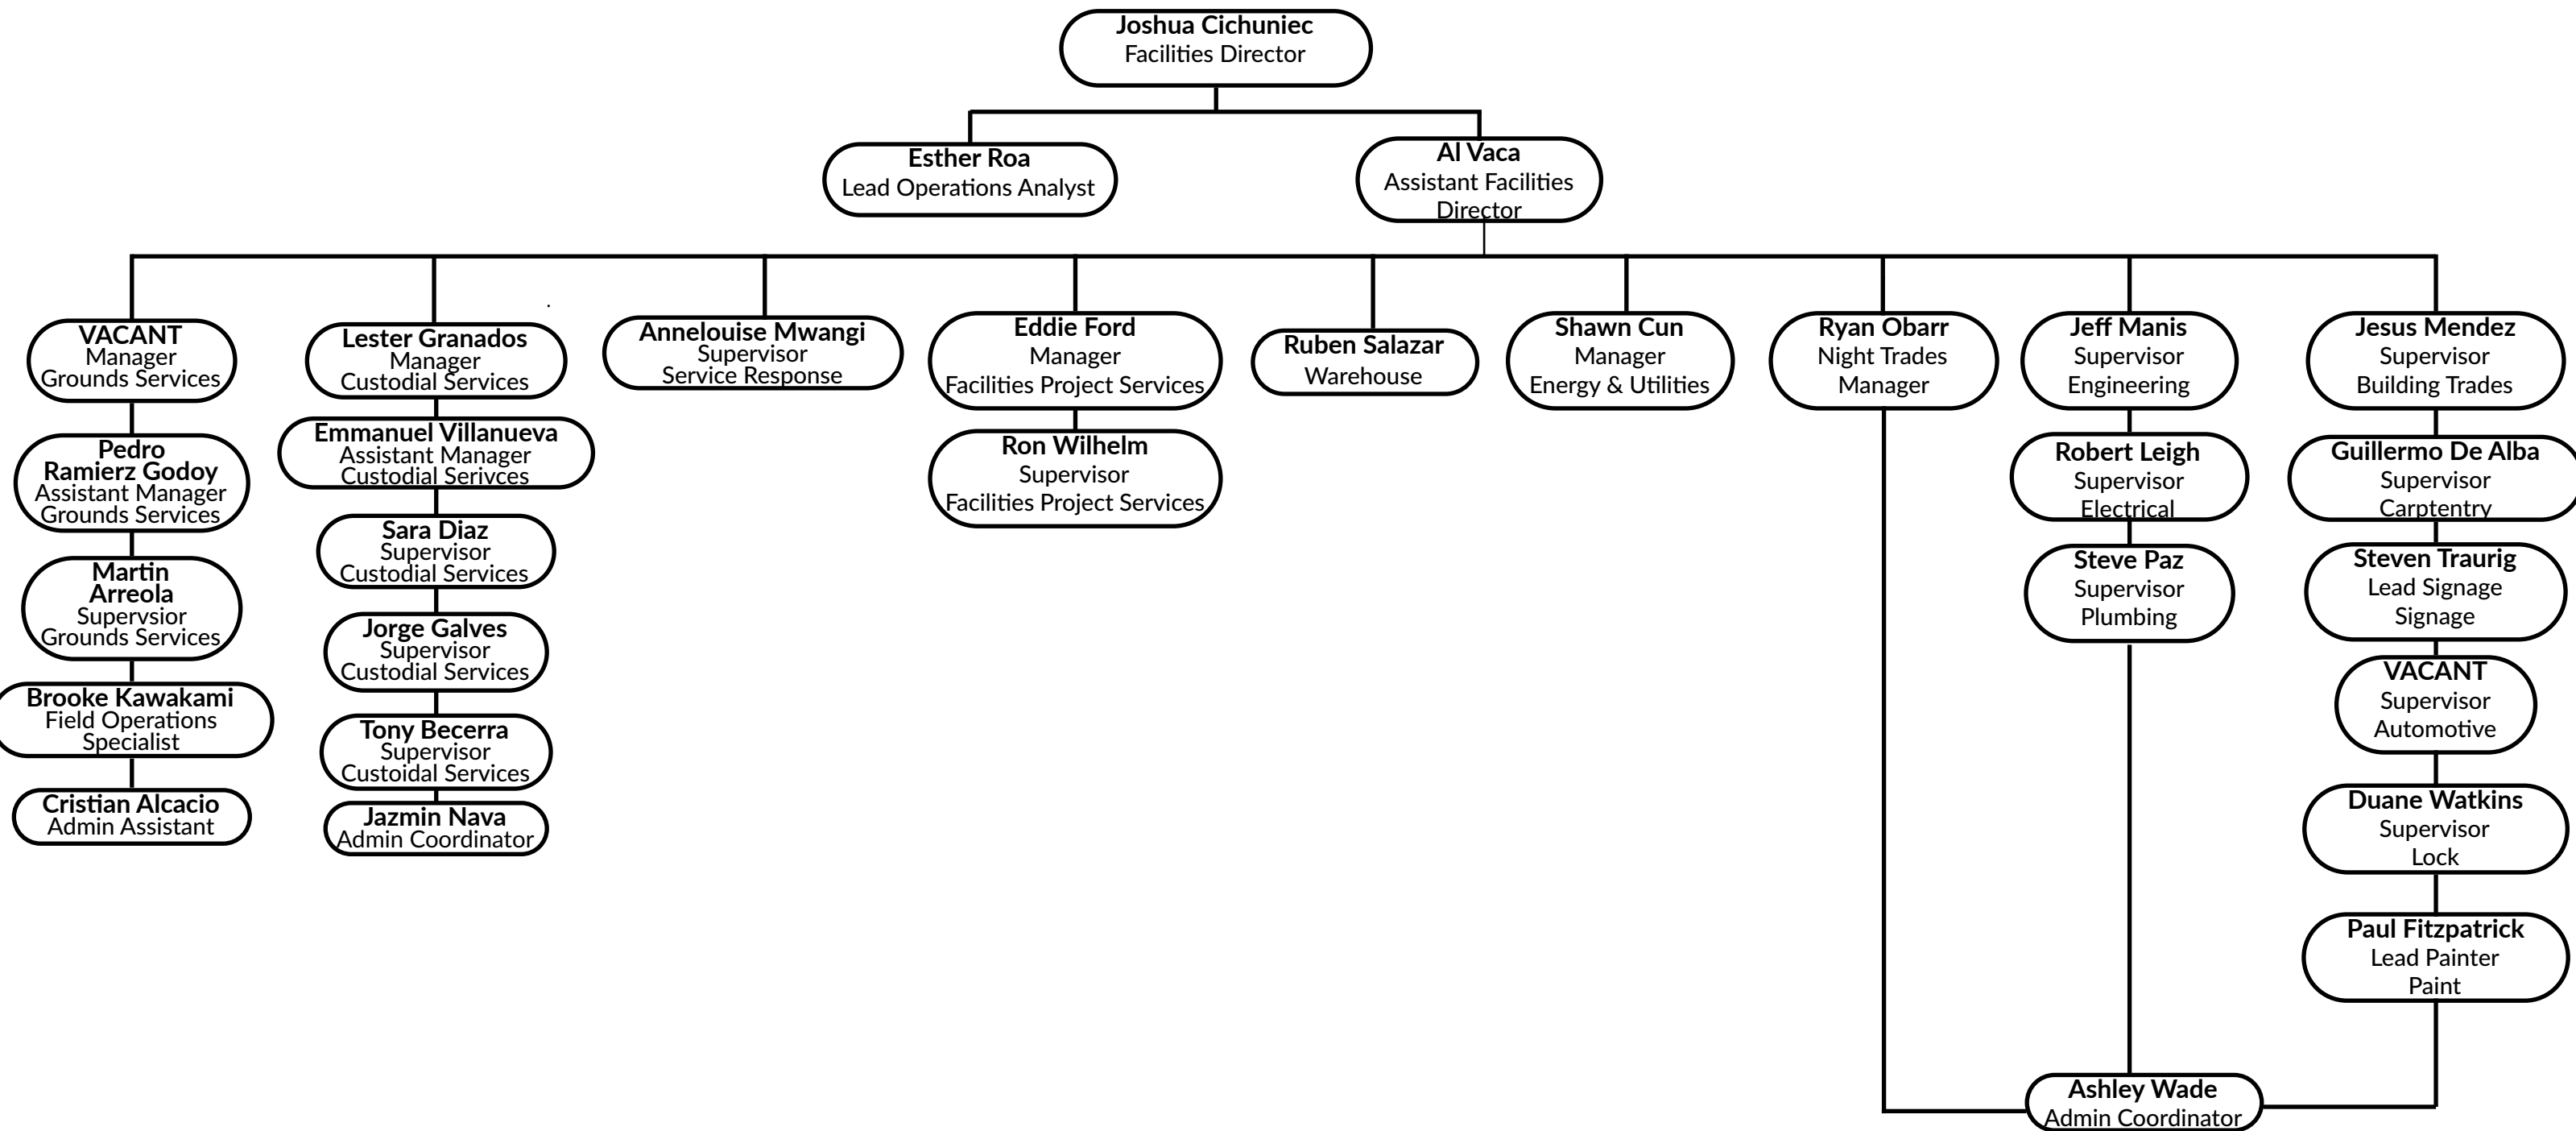 Joshua Cichuniec
Facilities Director
Esther Roa
Lead Operations Analyst
Al Vaca
Assistant Facilities
Director
VACANT
Manager
Grounds Services
Pedro
Ramierz Godoy
Assistant Manager
Grounds Services
Martin
Arreola
Supervsior
Grounds Services
Brooke Kawakami
Field Operations
Specialist
Cristian Alcacio
Admin Assistant
Lester Granados
Manager
Custodial Services
Emmanuel Villanueva
Assistant Manager
Custodial Serivces
Sara Diaz
Supervisor
Custodial Services
Jorge Galves
Supervisor
Custodial Services
Tony Becerra
Supervisor
Custoidal Services
Jazmin Nava
Admin Coordinator
Annelouise Mwangi
Supervisor
Service Response
Eddie Ford
Manager
Facilities Project Services
Ron Wilhelm
Supervisor
Facilities Project Services
Ruben Salazar
Warehouse
Shawn Cun
Manager
Energy & Utilities
Ryan Obarr
Night Trades
Manager
Jeff Manis
Supervisor
Engineering
Robert Leigh
Supervisor
Electrical
Steve Paz
Supervisor
Plumbing
Jesus Mendez
Supervisor
Building Trades
Guillermo De Alba
Supervisor
Carptentry
Steven Traurig
Lead Signage
Signage
VACANT
Supervisor
Automotive
Duane Watkins
Supervisor
Lock
Paul Fitzpatrick
Lead Painter
Paint
Ashley Wade
Admin Coordinator